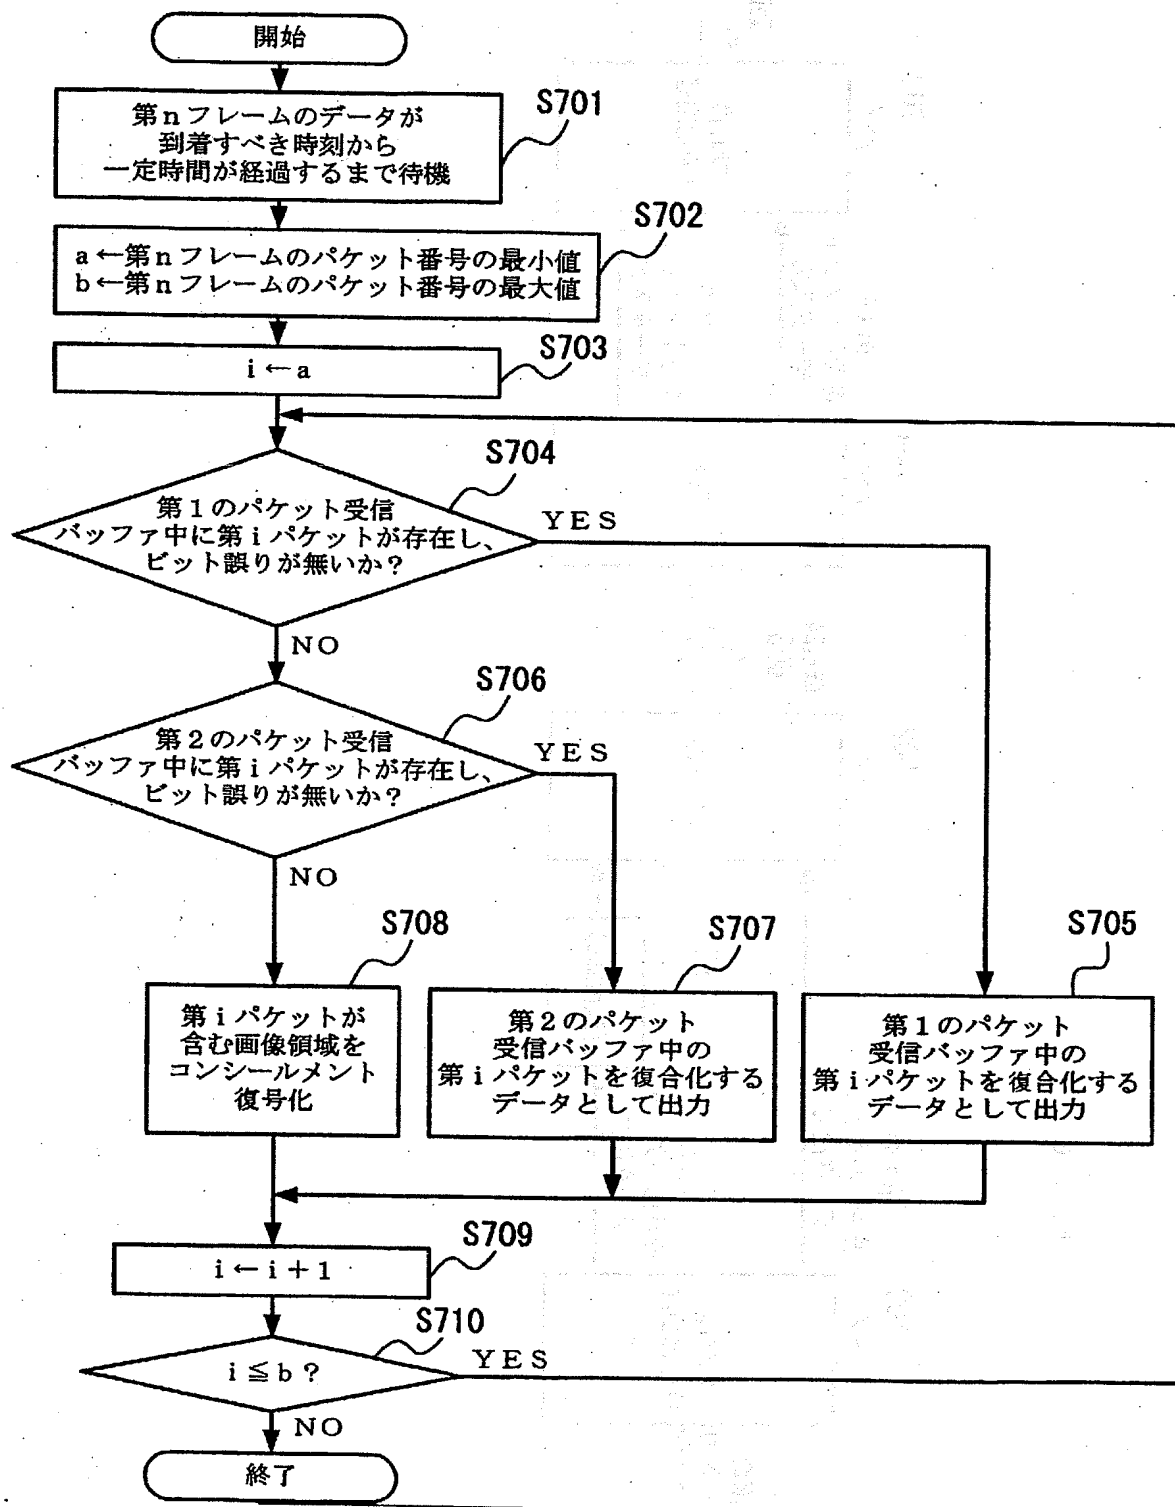 開始
S701
第nフレームのデータが
到着すべき時刻から
一定時間が経過するまで待機
S702
a←第nフレームのパケット番号の最小値
b←第nフレームのパケット番号の最大値
S703
i←a
S704
第1のパケット受信
バッファ中に第iパケットが存在し、
ビット誤りが無いか?
YES
NO
S706
第2のパケット受信
バッファ中に第iパケットが存在し、
ビット誤りが無いか?
YES
NO
S708
第iパケットが
含む画像領域を
コンシールメント
復号化
S707
第2のパケット
受信バッファ中の
第iパケットを復合化する
データとして出力
S705
第1のパケット
受信バッファ中の
第iパケットを復合化する
データとして出力
S709
i←i+1
S710
i≦b?
YES
NO
終了